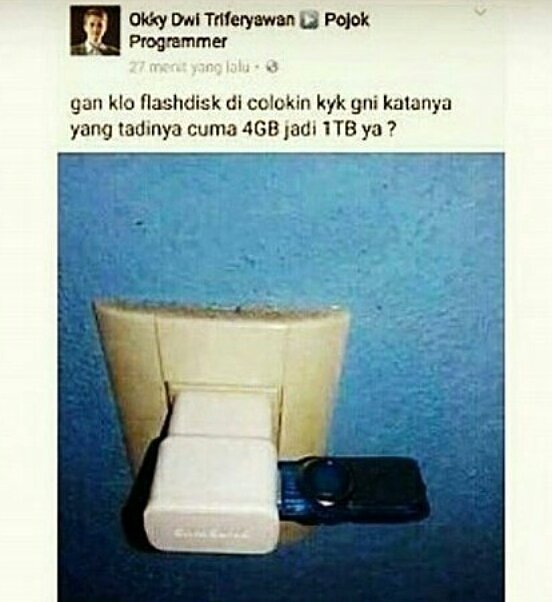 Okky Dwi Triferyawan ▶ Pojok
Programmer
27 menit yang lalu •
gan klo flashdisk di colokin kyk gni katanya
yang tadinya cuma 4GB jadi 1TB ya ?